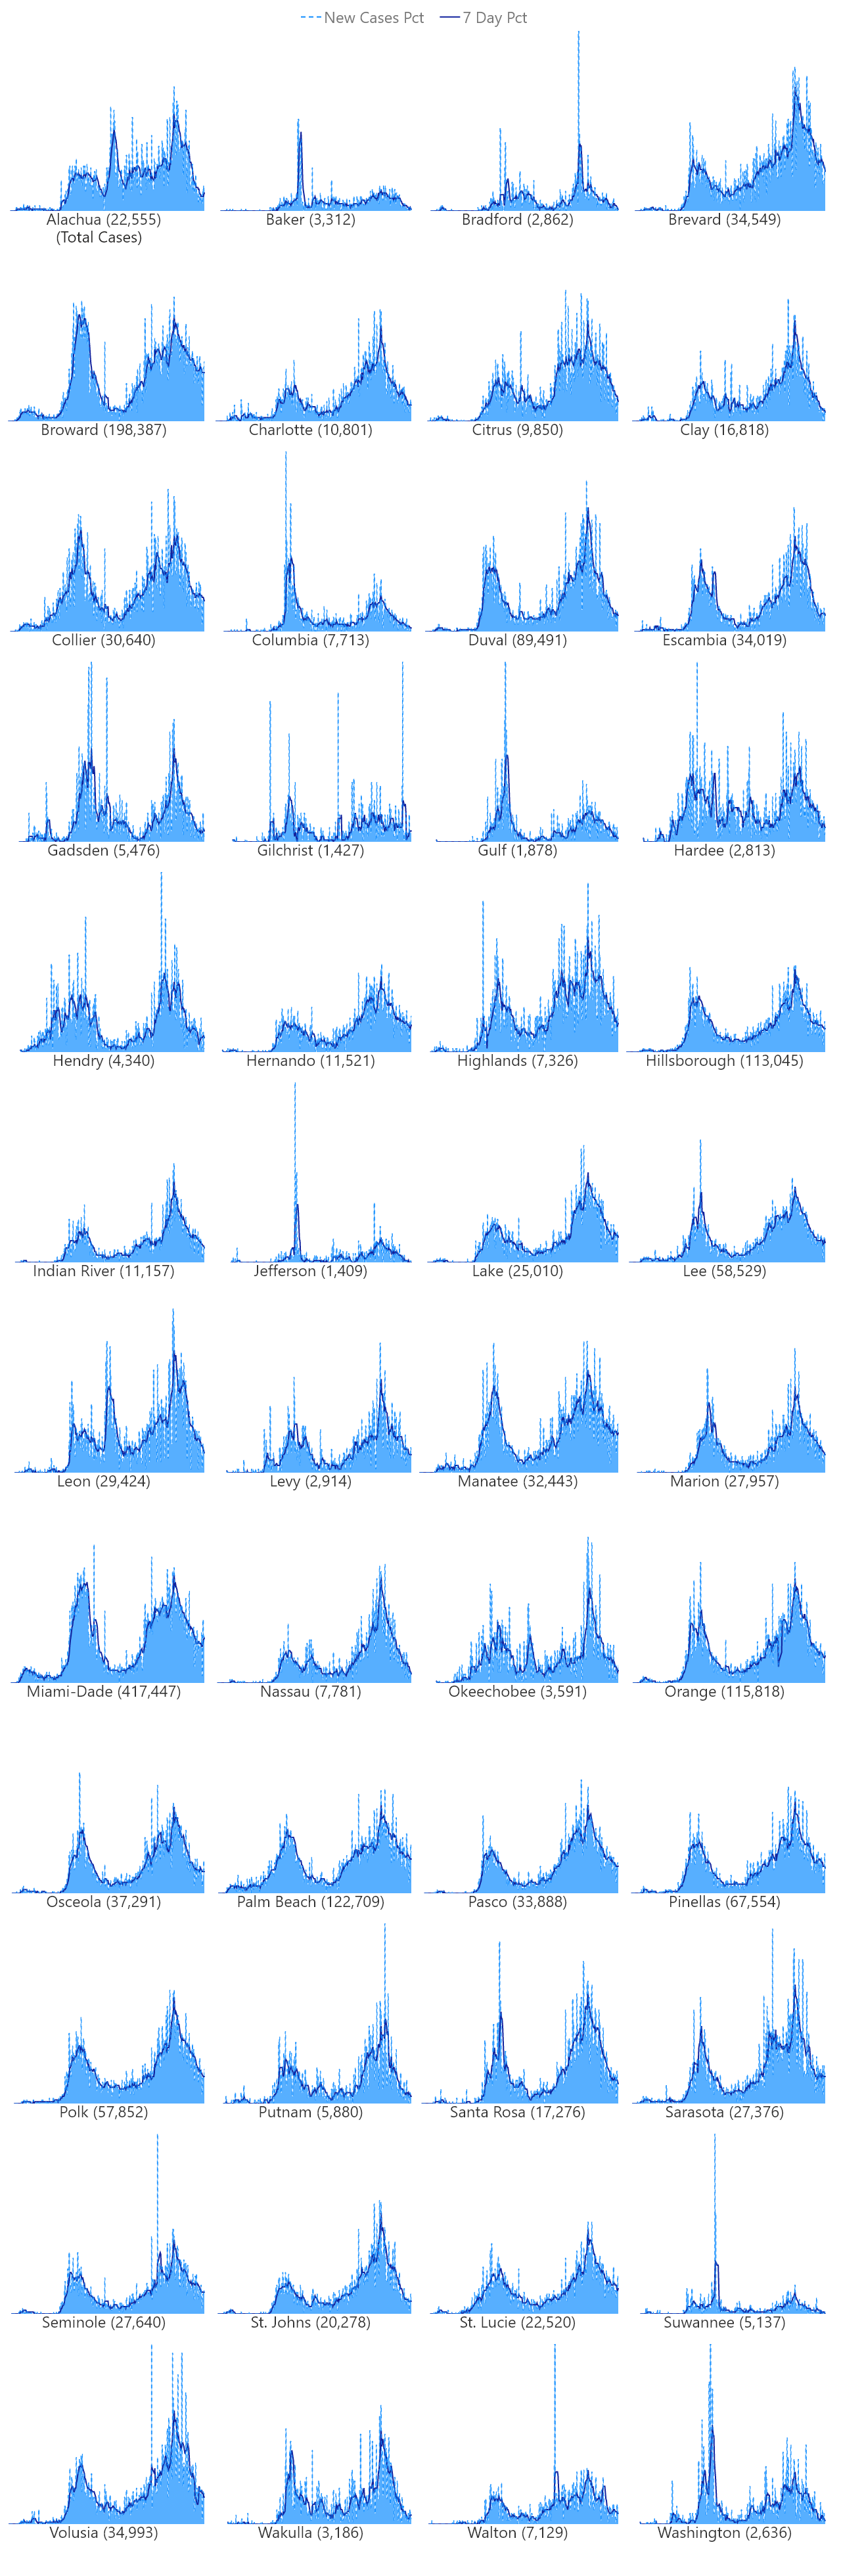 New Cases Pct 7 Day Pct
Alachua (22,555) Baker (3,312) Bradford (2,862) Brevard (34,549)
(Total Cases)
Broward (198,387) Charlotte (10,801) Citrus (9,850) Clay (16,818)
Collier (30,640) Columbia (7,713) Duval (89,491) Escambia (34,019)
Gadsden (5,476) Gilchrist (1,427) Gulf (1,878) Hardee (2,813)
Hendry (4,340) Hernando (11,521) Highlands (7,326) Hillsborough (113,045)
Indian River (11,157) Jefferson (1,409) Lake (25,010) Lee (58,529)
Leon (29,424) Levy (2,914) Manatee (32,443) Marion (27,957)
Miami-Dade (417,447) Nassau (7,781) Okeechobee (3,591) Orange (115,818)
Osceola (37,291) Palm Beach (122,709) Pasco (33,888) Pinellas (67,554)
Polk (57,852) Putnam (5,880) Santa Rosa (17,276) Sarasota (27,376)
Seminole (27,640) St. Johns (20,278) St. Lucie (22,520) Suwannee (5,137)
Volusia (34,993) Wakulla (3,186) Walton (7,129) Washington (2,636)